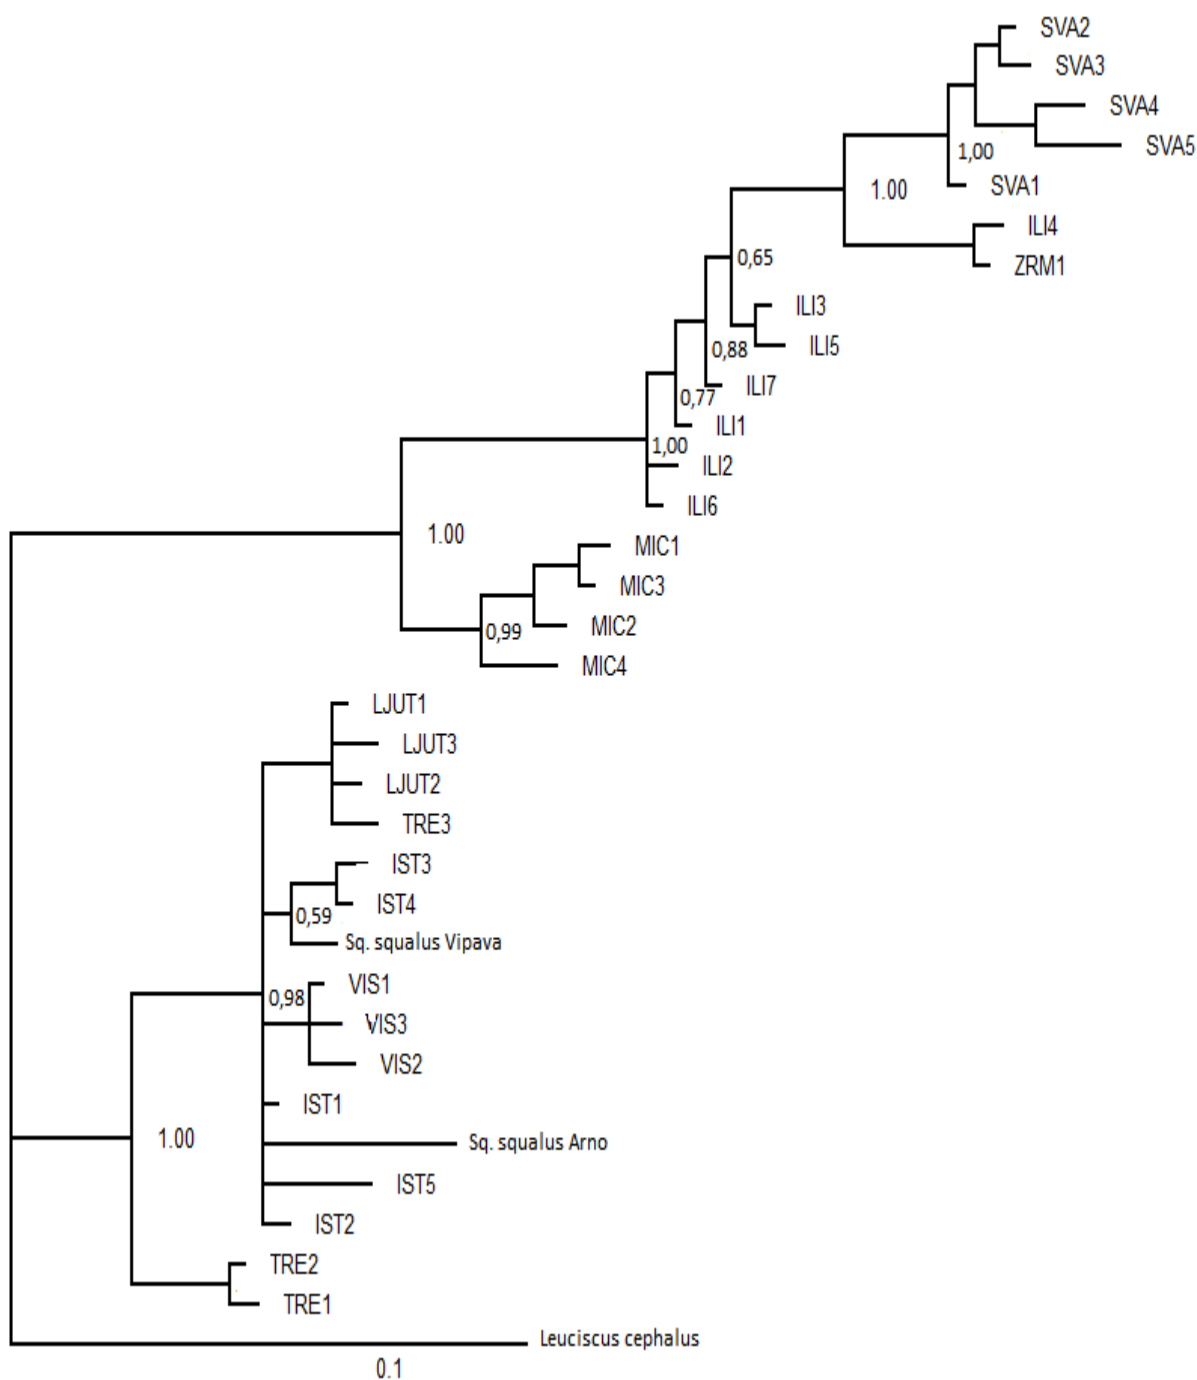 SVA2
SVA3
SVA4
SVA5
1,00
SVA1
1.00
ILI4
0,65
ZRM1
ILI3
ILI5
0,88
ILI7
0,77
ILI1
1,00
ILI2
ILI6
1.00
MIC1
MIC3
MIC2
0,99
MIC4
LJUT1
LJUT3
LJUT2
TRE3
IST3
IST4
0,59
Sq. squalus Vipava
VIS1
0,98
VIS3
VIS2
IST1
1.00
Sq. squalus Arno
IST5
IST2
TRE2
TRE1
Leuciscus cephalus
0.1